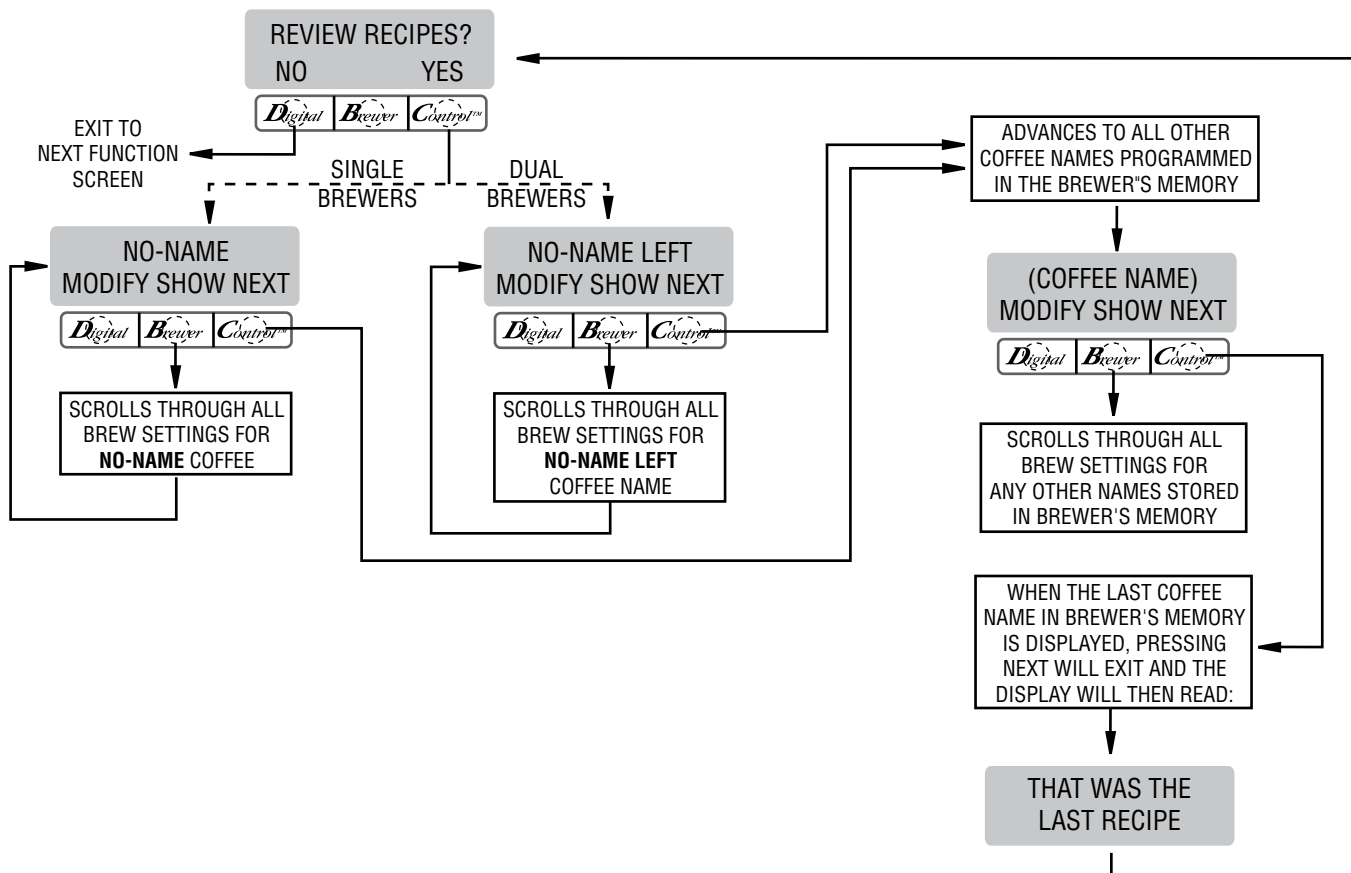 REVIEW RECIPES?
NO YES
Digital Brewer Control™
EXIT TO
NEXT FUNCTION
SCREEN
SINGLE
BREWERS
DUAL
BREWERS
NO-NAME
MODIFY SHOW NEXT
Digital Brewer Control™
SCROLLS THROUGH ALL
BREW SETTINGS FOR
NO-NAME COFFEE
NO-NAME LEFT
MODIFY SHOW NEXT
Digital Brewer Control™
SCROLLS THROUGH ALL
BREW SETTINGS FOR
NO-NAME LEFT
COFFEE NAME
ADVANCES TO ALL OTHER
COFFEE NAMES PROGRAMMED
IN THE BREWER"S MEMORY
(COFFEE NAME)
MODIFY SHOW NEXT
Digital Brewer Control™
SCROLLS THROUGH ALL
BREW SETTINGS FOR
ANY OTHER NAMES STORED
IN BREWER'S MEMORY
WHEN THE LAST COFFEE
NAME IN BREWER'S MEMORY
IS DISPLAYED, PRESSING
NEXT WILL EXIT AND THE
DISPLAY WILL THEN READ:
THAT WAS THE
LAST RECIPE